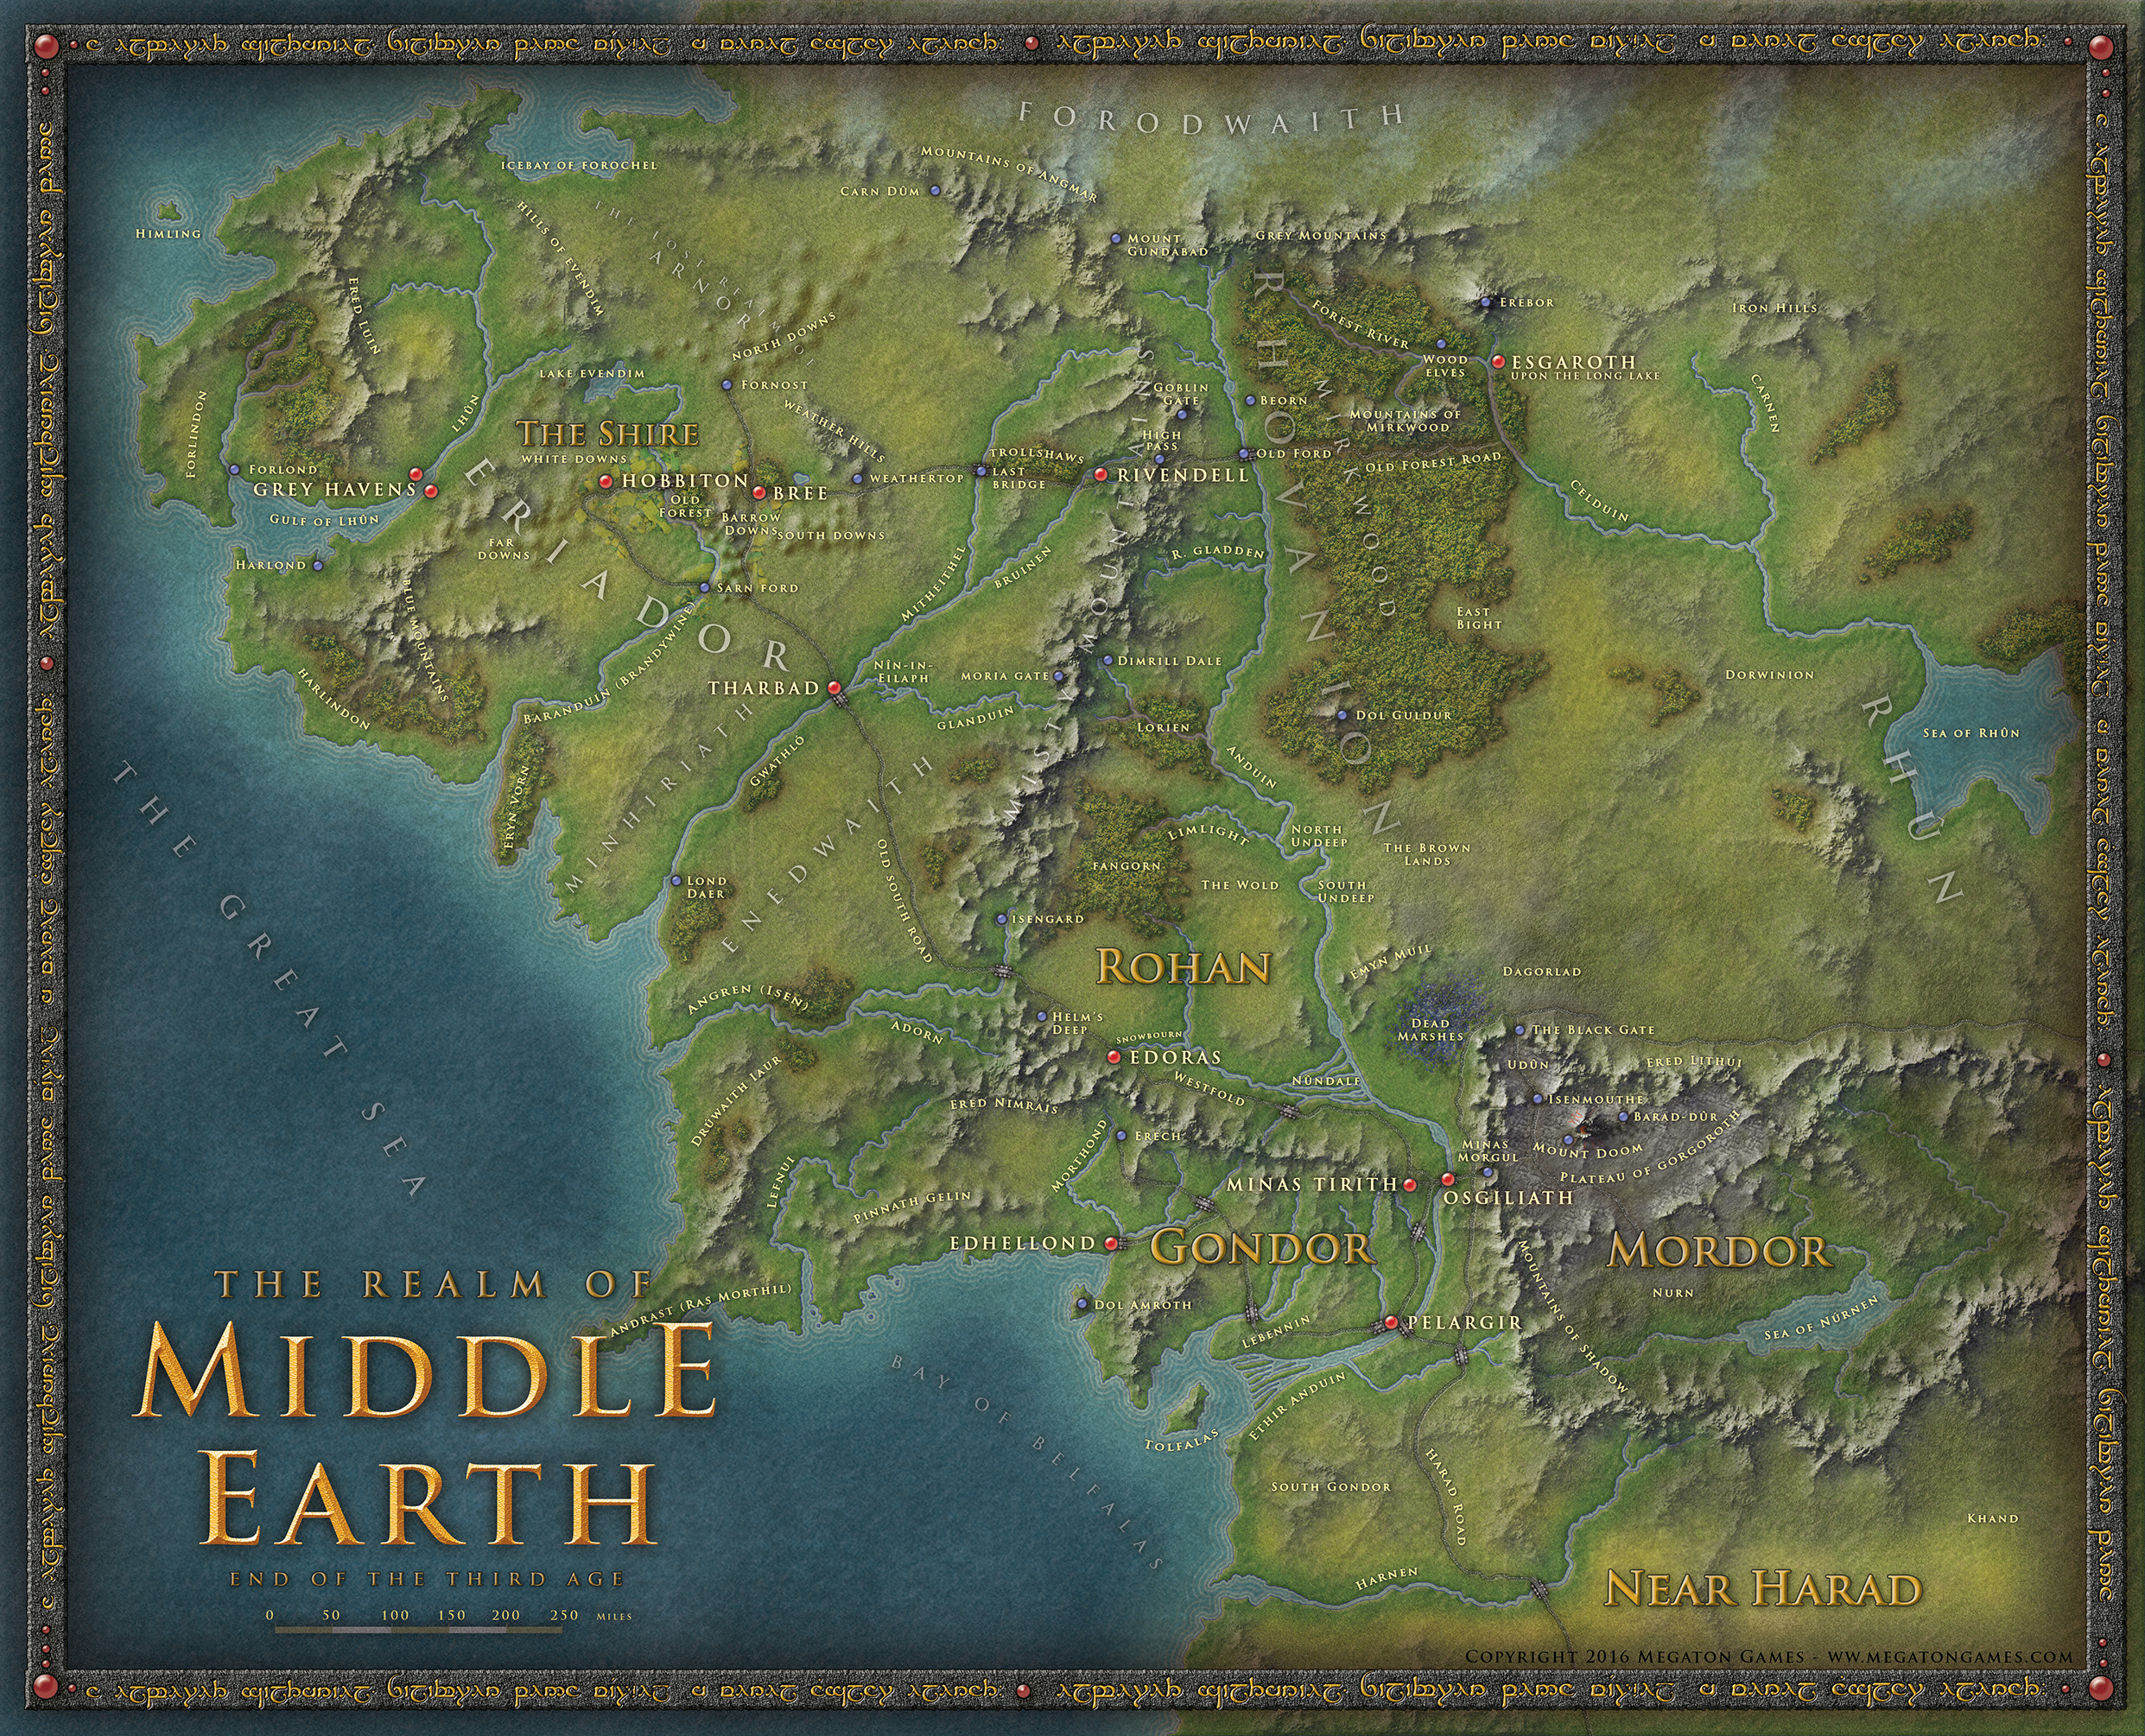 FORODWAITH
ICEBAY OF FOROCHEL
MOUNTAINS OF ANGMAR
CARN DÛM
HIMLING
HILLS OF EVENDIM
THE LOST REALM OF
ARNOR
MOUNT
GUNDABAD
GREY MOUNTAINS
ERED LUIN
NORTH DOWNS
FOREST RIVER
EREBOR
IRON HILLS
WOOD
ELVES
ESGAROTH
UPON THE LONG LAKE
LAKE EVENDIM
FORNOST
GOBLIN
GATE
BEORN
MOUNTAINS OF
MIRKWOOD
CARNEN
FORLINDON
LHÛN
THE SHIRE
WHITE DOWNS
WEATHER HILLS
HIGH
PASS
OLD FORD
OLD FOREST ROAD
TROLLSHAWS
FORLOND
GREY HAVENS
HOBBITON
BREE
WEATHERTOP
LAST
BRIDGE
RIVENDELL
OLD
FOREST
BARROW
DOWNS
SOUTH DOWNS
GULF OF LHÛN
FAR
DOWNS
CELDUIN
HARLOND
BLUE MOUNTAINS
ERIADOR
SARN FORD
MITHEITHEL
BRUINEN
R. GLADDEN
MISTY MOUNTAINS
RHOVANION
MIRKWOOD
EAST
BIGHT
HARLINDON
BARANDUIN (BRANDYWINE)
THARBAD
NÎN-IN-
EILAPH
MORIA GATE
DIMRILL DALE
DORWINION
GLANDUIN
LORIEN
DOL GULDUR
SEA OF RHÛN
RHÛN
ERYN VORN
MINHIRIATH
GWATHLÓ
ENEDWAITH
ANDUIN
THE GREAT SEA
LIMLIGHT
NORTH
UNDEEP
THE BROWN
LANDS
LOND
DAER
OLD SOUTH ROAD
FANGORN
THE WOLD
SOUTH
UNDEEP
ISENGARD
ROHAN
EMYN MUIL
DAGORLAD
ANGREN (ISEN)
ADORN
HELM'S
DEEP
SNOWBOURN
EDORAS
DEAD
MARSHES
THE BLACK GATE
UDÛN
ERED LITHUI
DRÚWAITH IAUR
WESTFOLD
NÚNDALF
ERED NIMRAIS
ISENMOUTHE
BARAD-DÛR
MORTHOND
ERECH
MINAS
MORGUL
MOUNT DOOM
PLATEAU OF GORGOROTH
LEFNUI
PINNATH GELIN
MINAS TIRITH
OSGILIATH
EDHELLOND
GONDOR
MORDOR
MOUNTAINS OF SHADOW
NURN
ANDRAST (RAS MORTHIL)
DOL AMROTH
LEBENNIN
PELARGIR
SEA OF NÚRNEN
BAY OF BELFALAS
TOLFALAS
ETHIR ANDUIN
SOUTH GONDOR
HARAD ROAD
KHAND
HARNEN
NEAR HARAD
THE REALM OF
MIDDLE
EARTH
END OF THE THIRD AGE
0 50 100 150 200 250 MILES
COPYRIGHT 2016 MEGATON GAMES - WW.MEGATONGAMES.COM